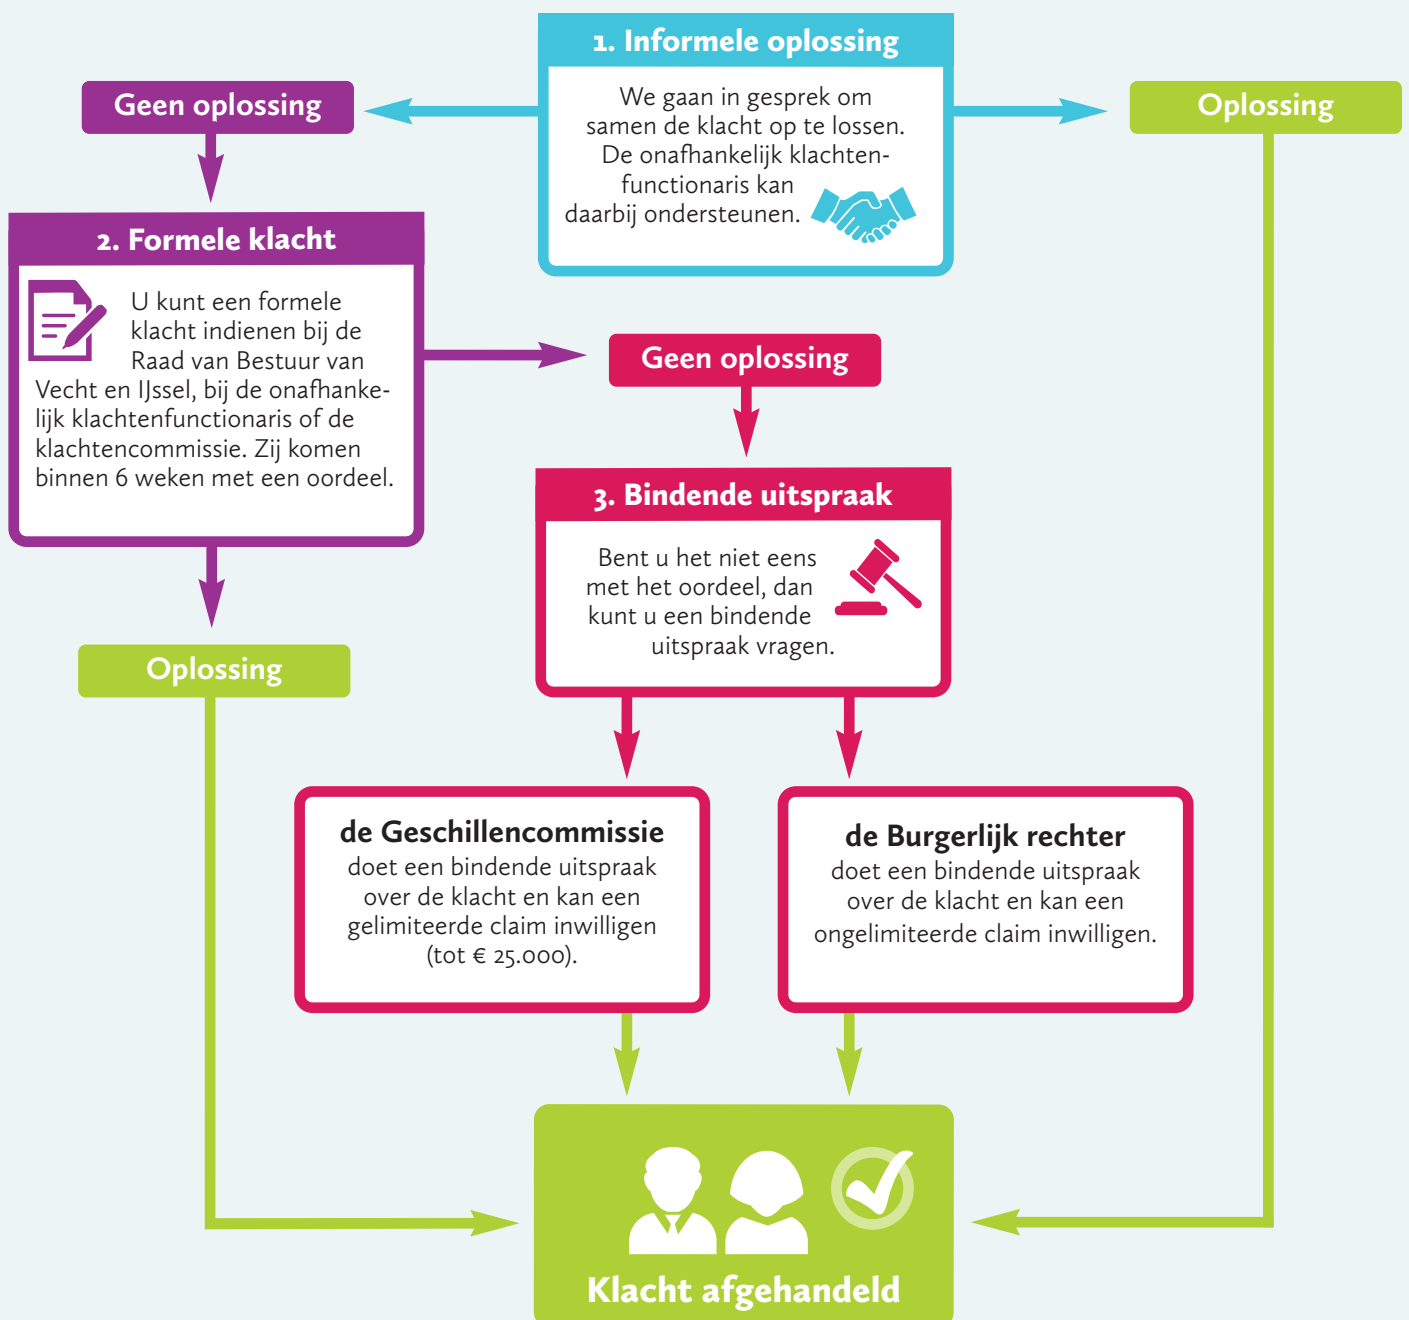 1. Informele oplossing
We gaan in gesprek om
samen de klacht op te lossen.
De onafhankelijk klachten-
functionaris kan
daarbij ondersteunen.
Geen oplossing
Oplossing
2. Formele klacht
U kunt een formele
klacht indienen bij de
Raad van Bestuur van
Vecht en IJssel, bij de onafhanke-
lijk klachtenfunctionaris of de
klachtencommissie. Zij komen
binnen 6 weken met een oordeel.
Geen oplossing
3. Bindende uitspraak
Bent u het niet eens
met het oordeel, dan
kunt u een bindende
uitspraak vragen.
Oplossing
de Geschillencommissie
doet een bindende uitspraak
over de klacht en kan een
gelimiteerde claim inwilligen
(tot € 25.000).
de Burgerlijk rechter
doet een bindende uitspraak
over de klacht en kan een
ongelimiteerde claim inwilligen.
Klacht afgehandeld